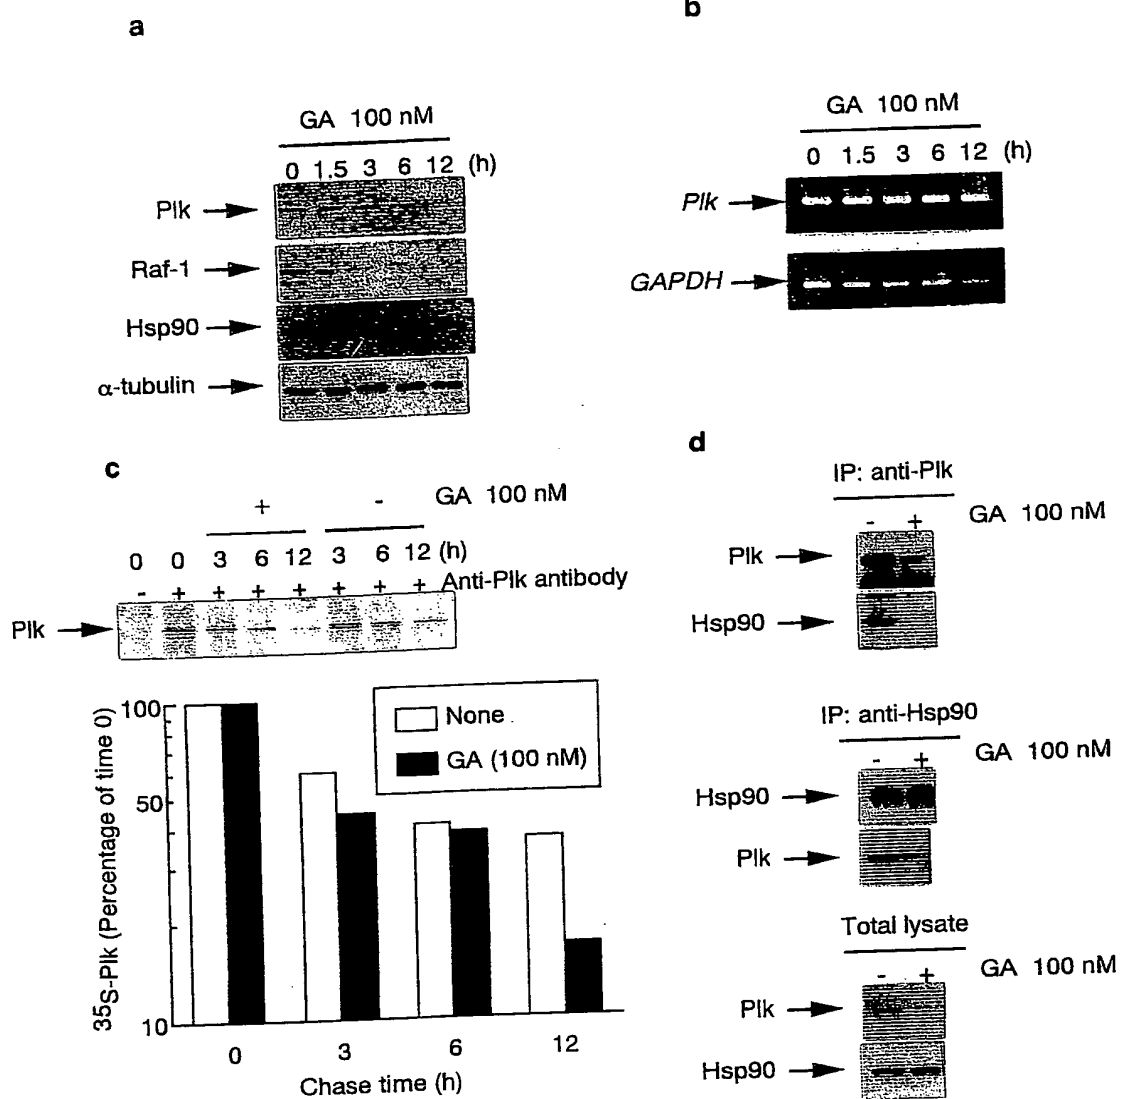 a
GA 100 nM
0 1.5 3 6 12 (h)
Plk
Raf-1
Hsp90
α-tubulin
b
GA 100 nM
0 1.5 3 6 12 (h)
Plk
GAPDH
c
+ - GA 100 nM
0 0 3 6 12 3 6 12 (h)
- + + + + + + + Anti-Plk antibody
Plk
None
GA (100 nM)
35S-Plk (Percentage of time 0)
100
50
10
0 3 6 12
Chase time (h)
d
IP: anti-Plk
- + GA 100 nM
Plk
Hsp90
IP: anti-Hsp90
- + GA 100 nM
Hsp90
Plk
Total lysate
- + GA 100 nM
Plk
Hsp90